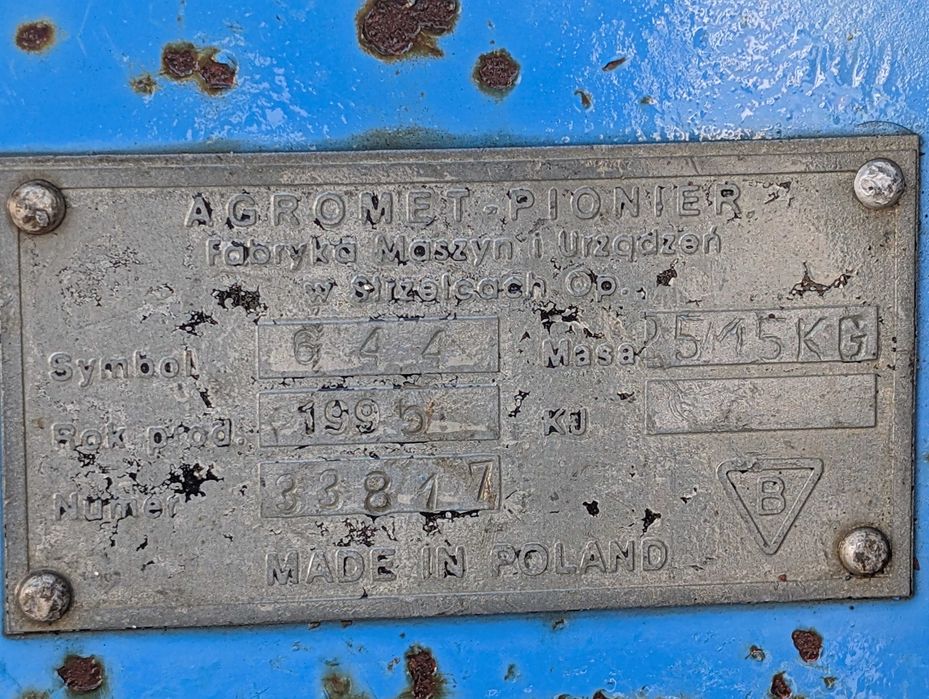 AGROMET-PIONIER
Fabryka Maszyn i Urządzeń
w Strzelcach Op.
Symbol 644 Masa 2515KG
Rok prod. 1995 KJ
Numer 33817 B
MADE IN POLAND